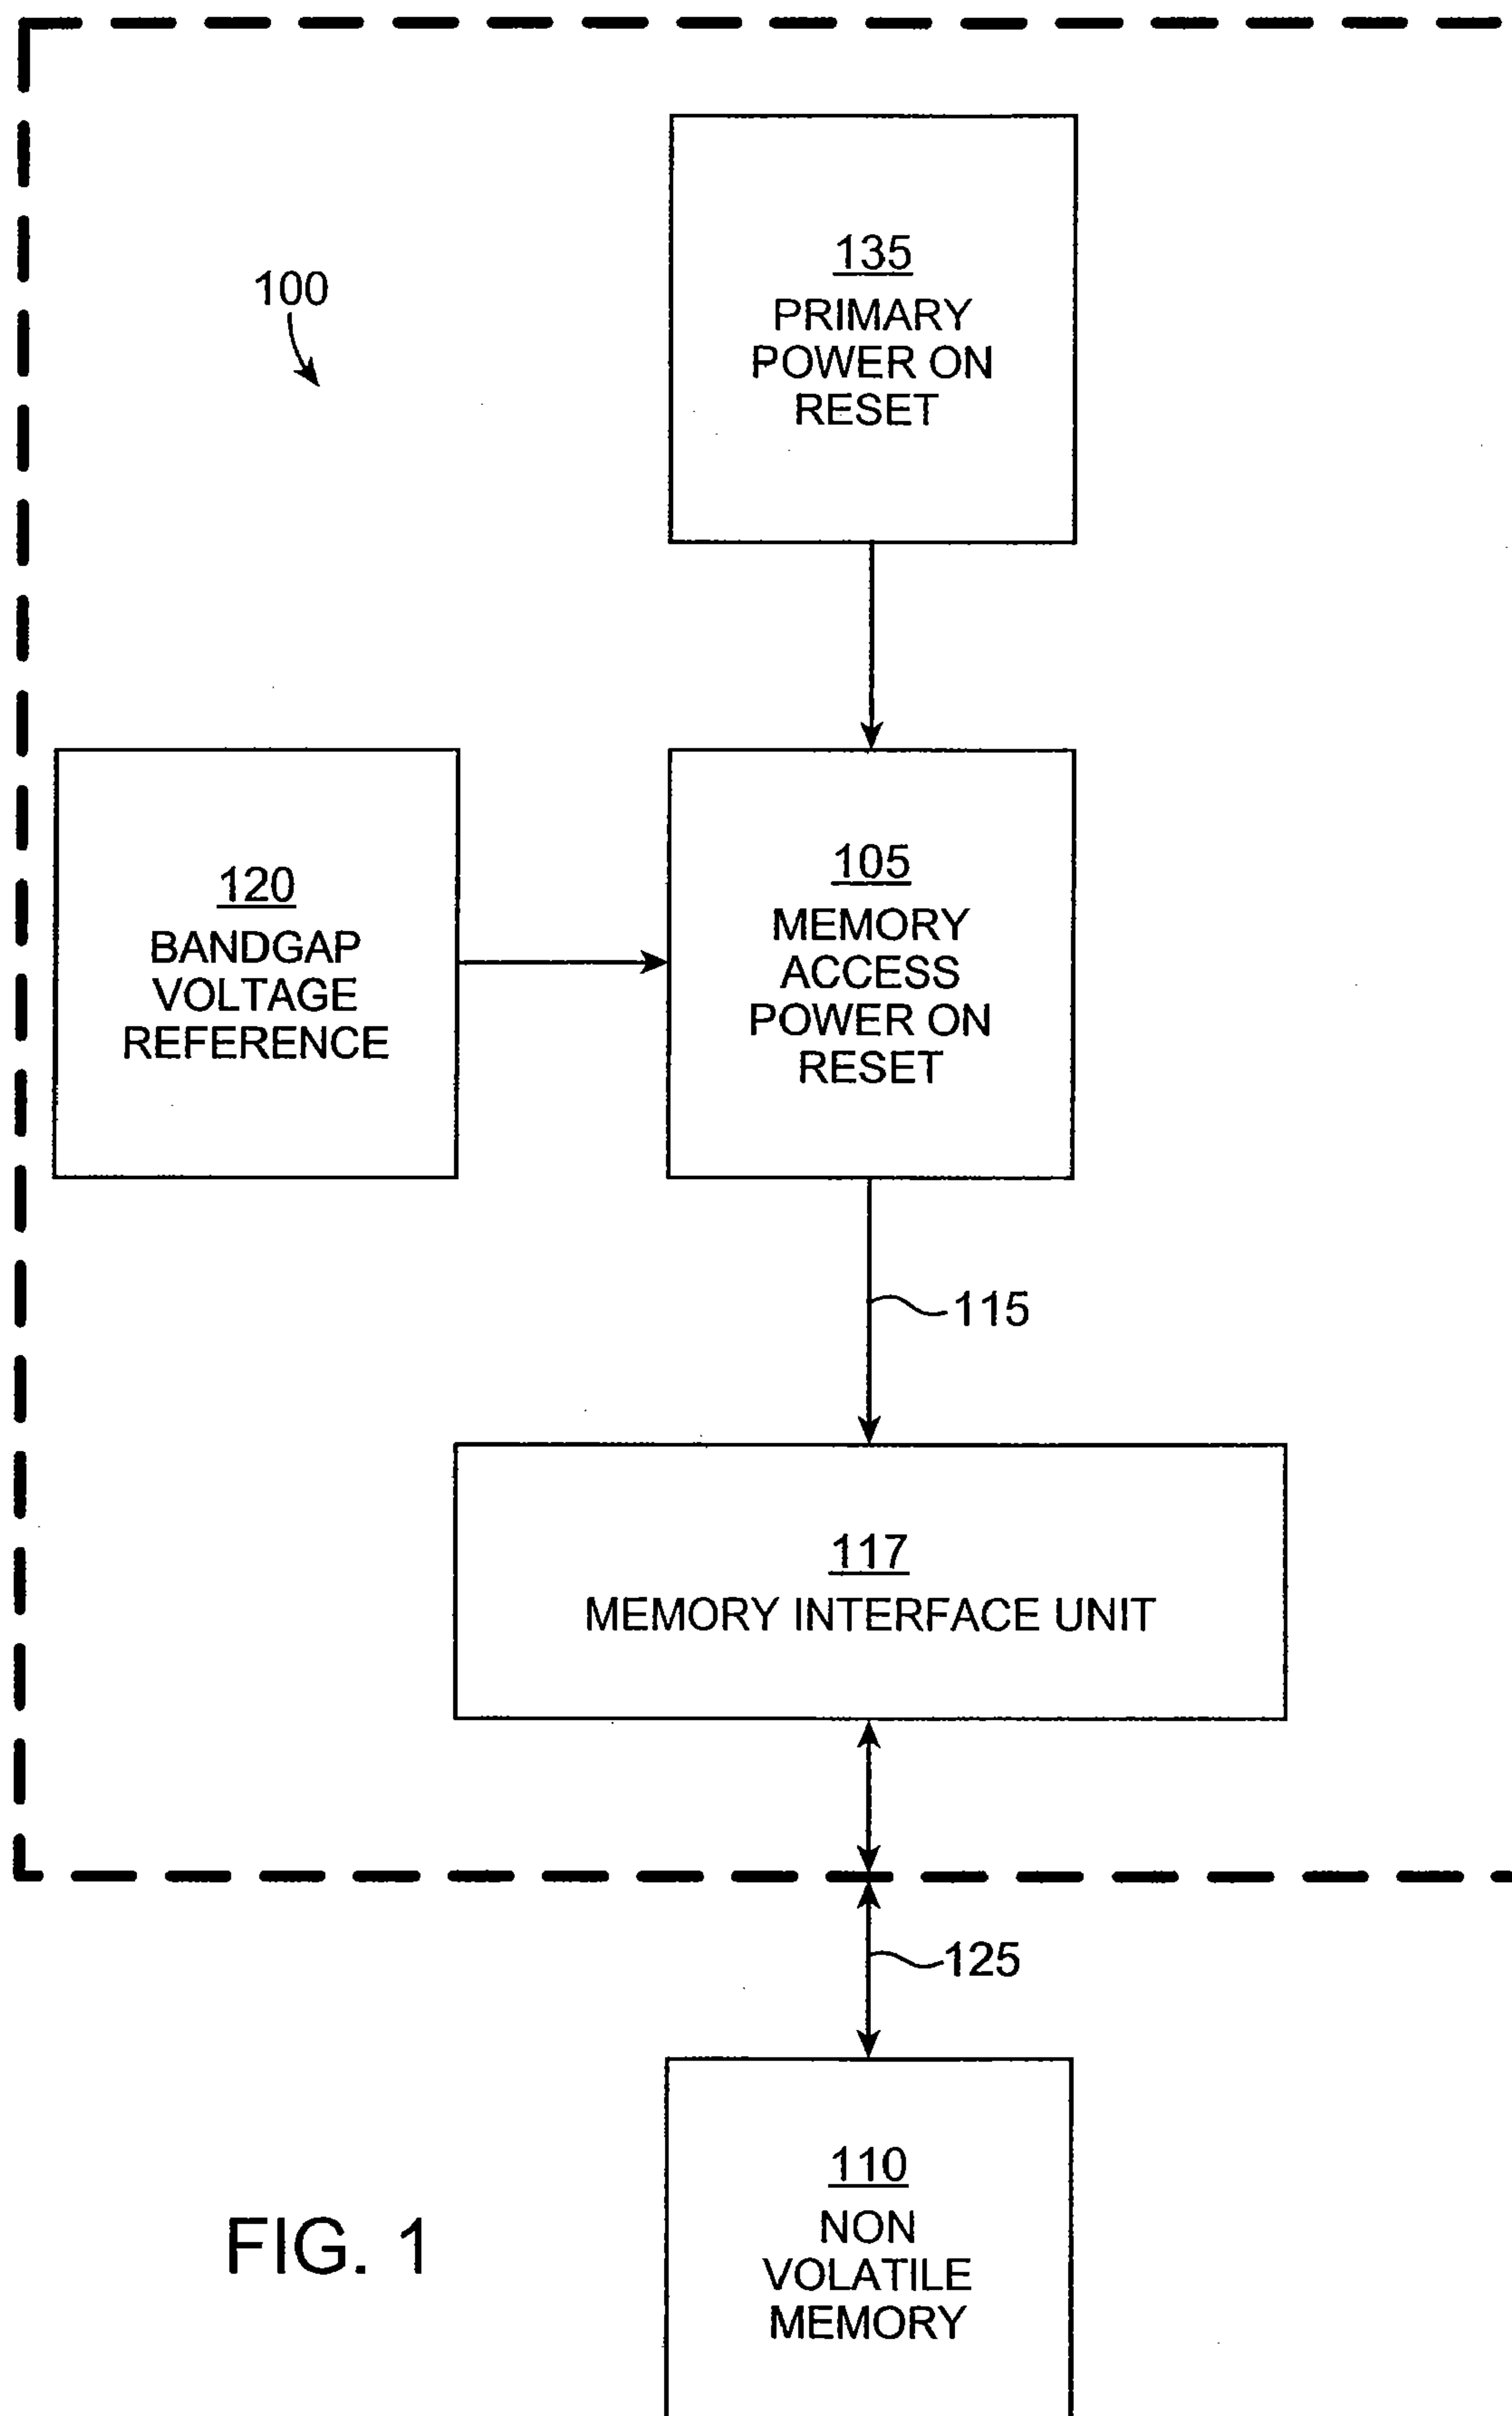 135
PRIMARY
POWER ON
RESET
100
120
BANDGAP
VOLTAGE
REFERENCE
105
MEMORY
ACCESS
POWER ON
RESET
115
117
MEMORY INTERFACE UNIT
125
110
NON
VOLATILE
MEMORY
FIG. 1